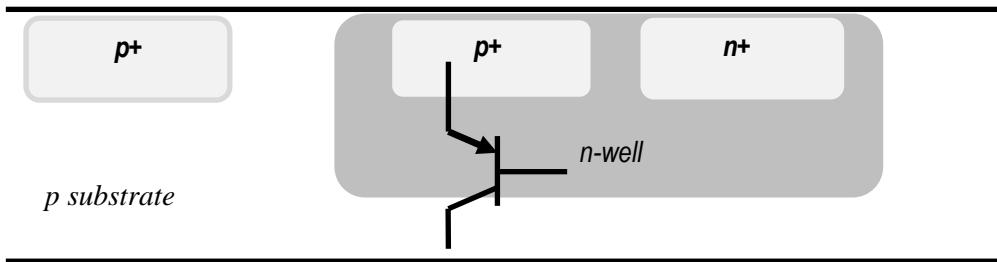 p+
p+
n+
n-well
p substrate